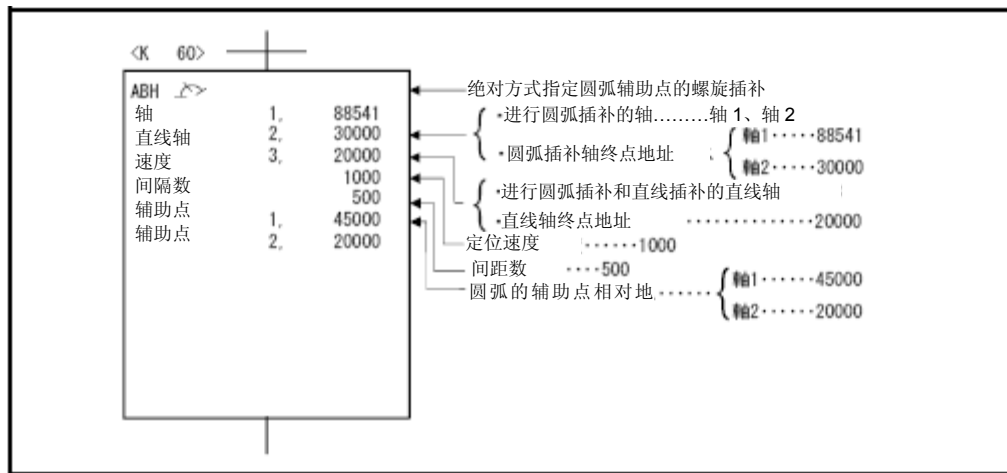 <K 60>
ABH
轴 1, 88541
直线轴 2, 30000
速度 3, 20000
间隔数 1000
辅助点 500
辅助点 1, 45000
2, 20000
绝对方式指定圆弧辅助点的螺旋插补
·进行圆弧插补的轴………轴 1、轴 2
·圆弧插补轴终点地址
軸1·····88541
軸2·····30000
·进行圆弧插补和直线插补的直线轴
·直线轴终点地址 ··············20000
定位速度 ······1000
间距数 ····500
圆弧的辅助点相对地······
軸1······45000
軸2······20000